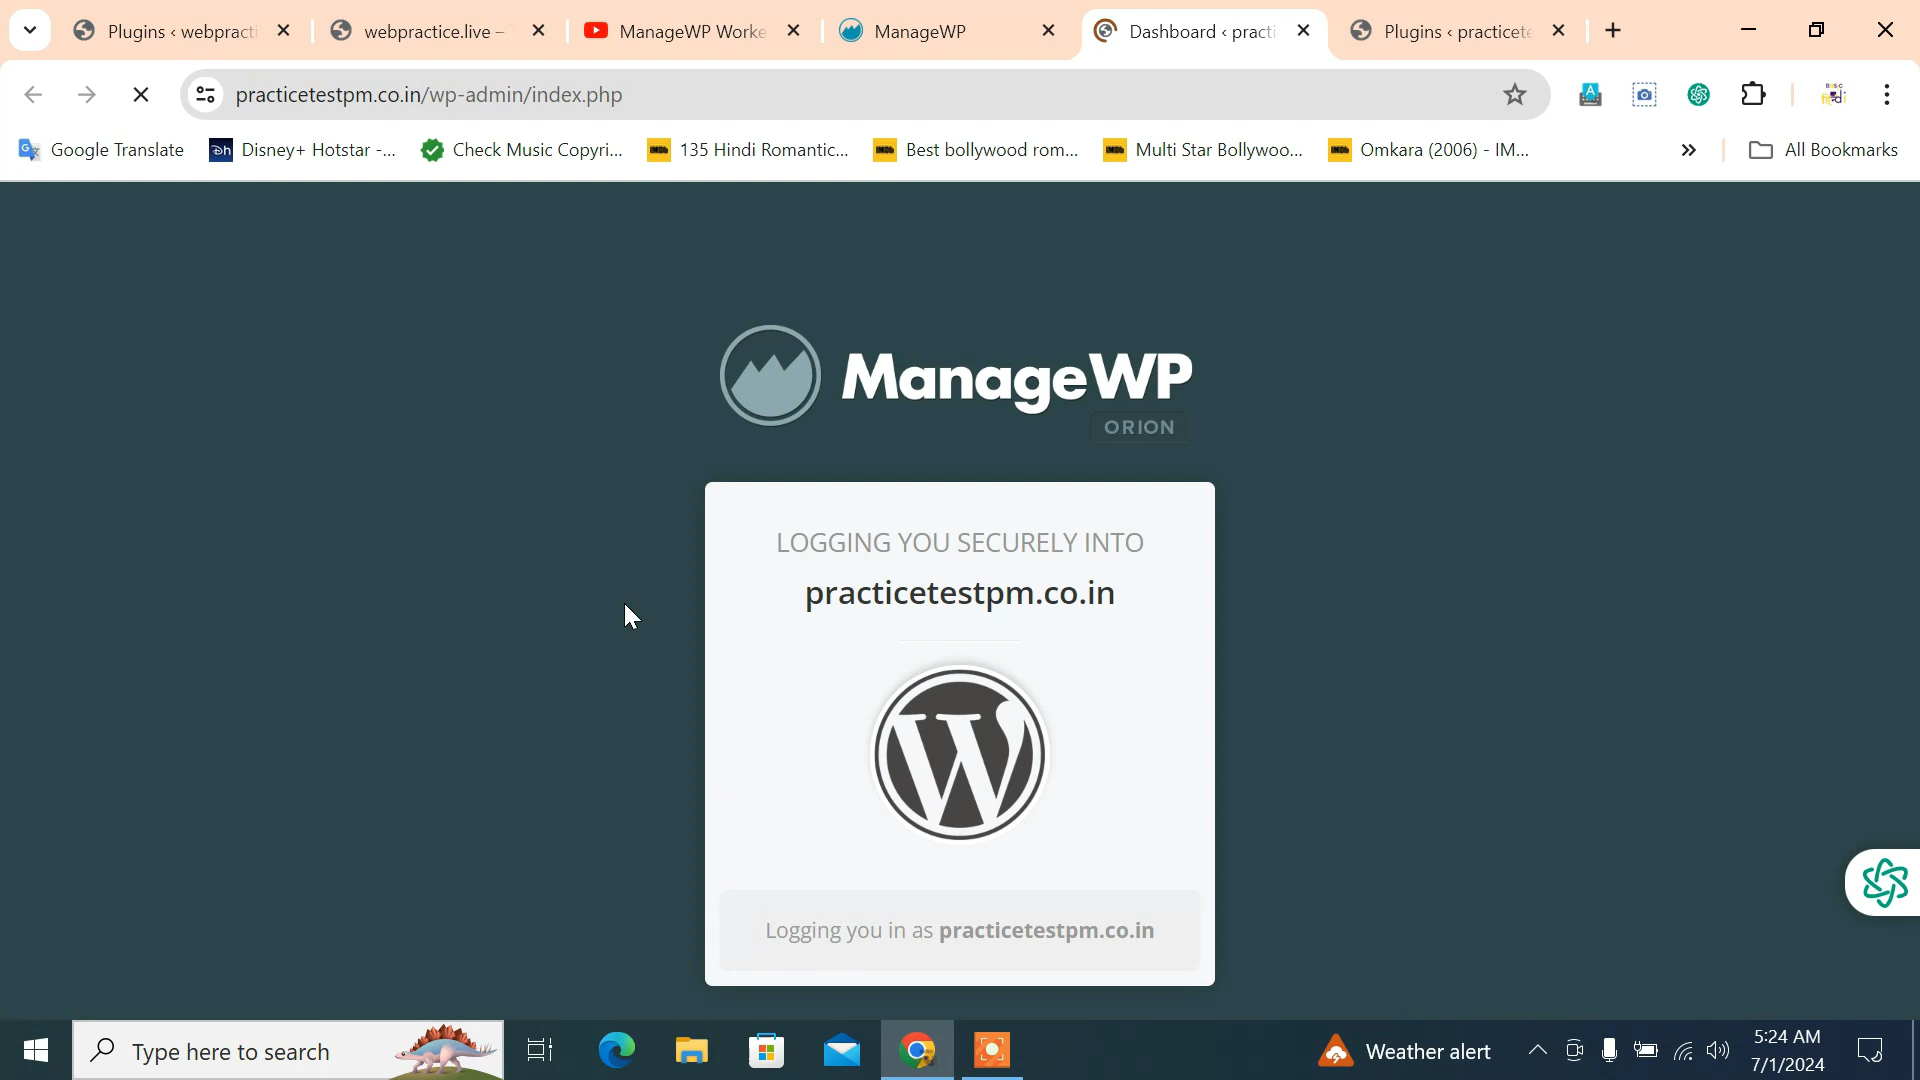 Plugins ‹ webpracti
webpractice.live –
ManageWP Worke
ManageWP
Dashboard ‹ practi
Plugins ‹ practicete
practicetestpm.co.in/wp-admin/index.php
Google Translate
Disney+ Hotstar -...
Check Music Copyri...
135 Hindi Romantic...
Best bollywood rom...
Multi Star Bollywoo...
Omkara (2006) - IM...
All Bookmarks
ManageWP
ORION
LOGGING YOU SECURELY INTO
practicetestpm.co.in
Logging you in as practicetestpm.co.in
Type here to search
Weather alert
5:24 AM
7/1/2024